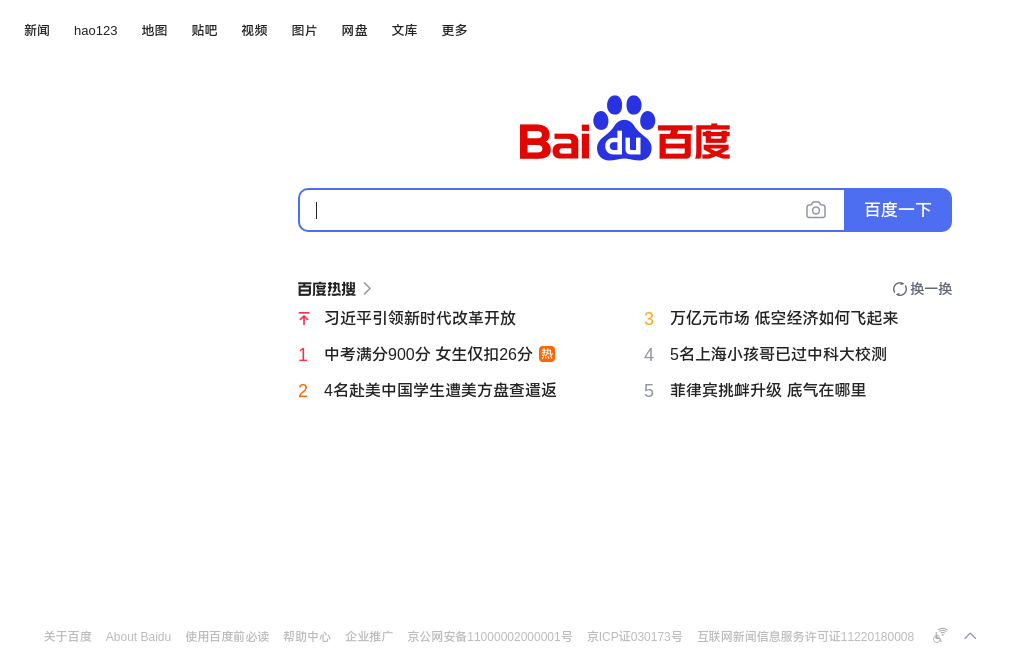 新闻 hao123 地图 贴吧 视频 图片 网盘 文库 更多
Bai du 百度
百度一下
百度热搜 换一换
习近平引领新时代改革开放
1 中考满分900分 女生仅扣26分 热
2 4名赴美中国学生遭美方盘查遣返
3 万亿元市场 低空经济如何飞起来
4 5名上海小孩哥已过中科大校测
5 菲律宾挑衅升级 底气在哪里
关于百度 About Baidu 使用百度前必读 帮助中心 企业推广 京公网安备11000002000001号 京ICP证030173号 互联网新闻信息服务许可证11220180008